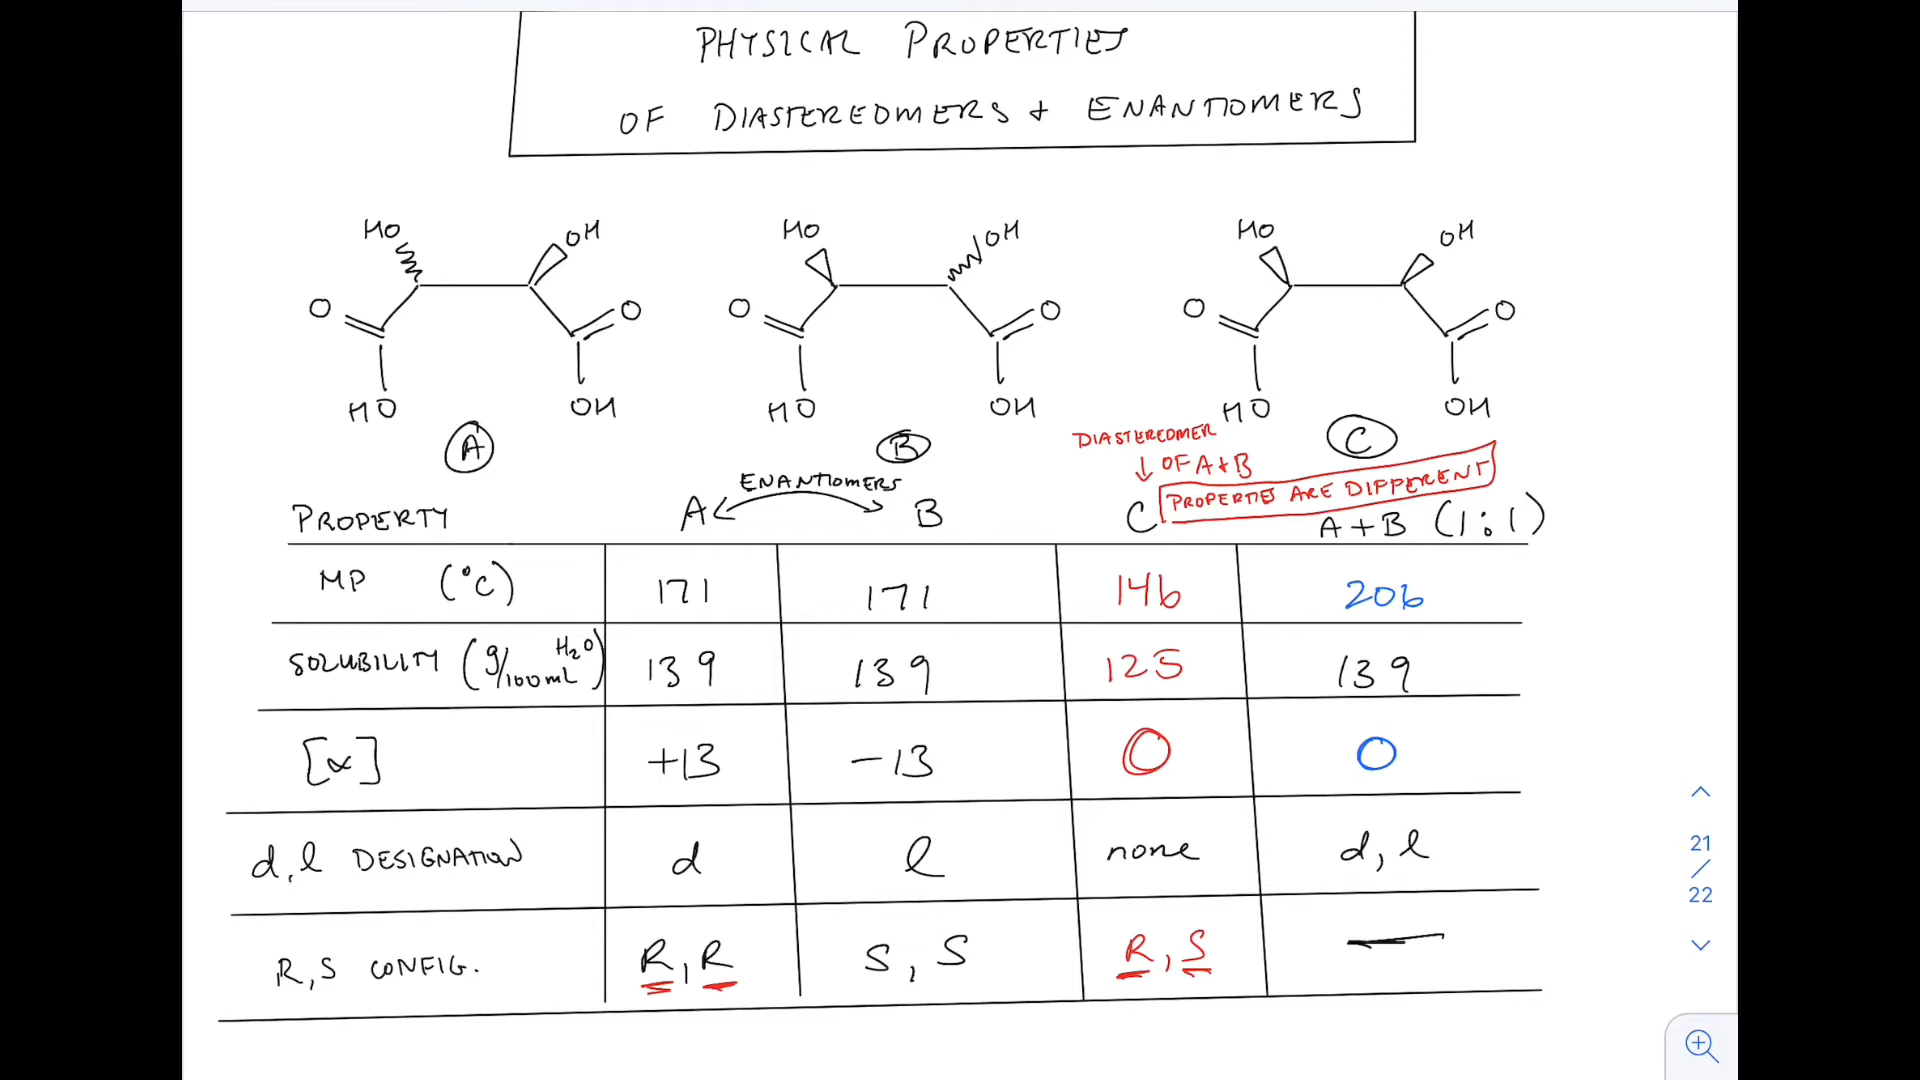 PHYSICAL PROPERTIES
OF DIASTEREOMERS + ENANTIOMERS
HO OH HO OH HO OH
O O O O O O
HO OH HO OH HO OH
A B C
DIASTEREOMER
↓ OF A+B
PROPERTIES ARE DIFFERENT
ENANTIOMERS
PROPERTY A B C A+B (1:1)
MP (°C) 171 171 146 206
SOLUBILITY (g/100mL H₂O) 139 139 125 139
[α] +13 -13 0 0
d,l DESIGNATION d l none d, l
R,S CONFIG. R,R S,S R,S —
21
/
22